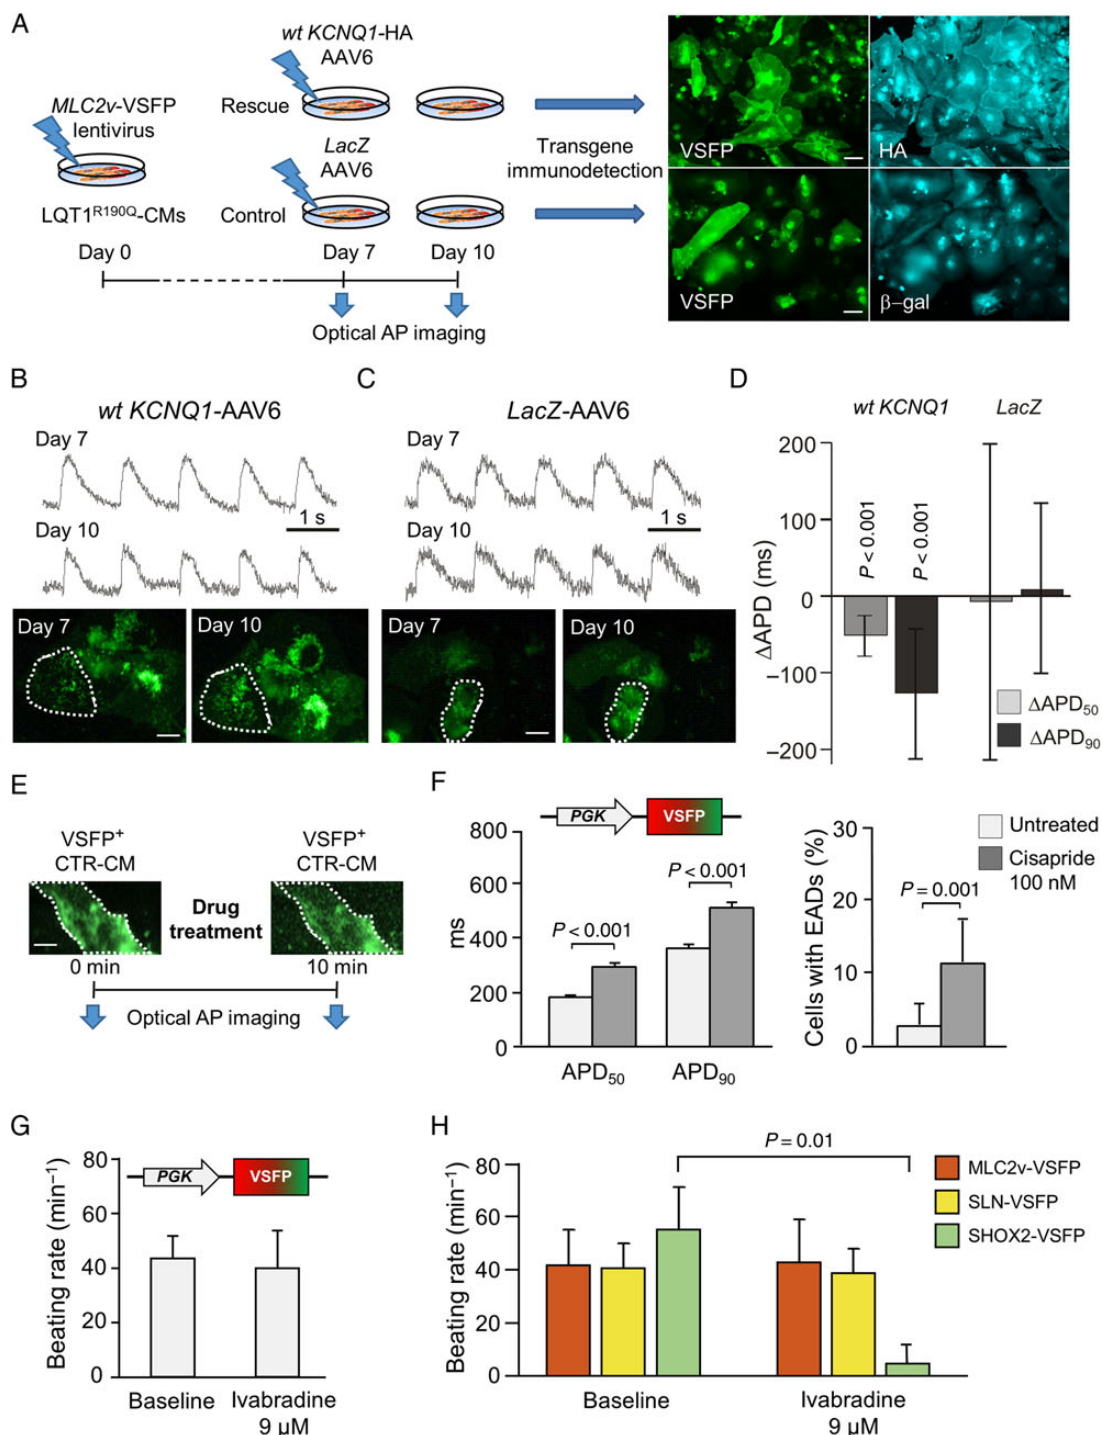 A
wt KCNQ1-HA
AAV6
MLC2v-VSFP
lentivirus
Rescue
LacZ
AAV6
Transgene
immunodetection
LQT1R190Q-CMs
Control
Day 0
Day 7
Day 10
Optical AP imaging
VSFP
HA
VSFP
β-gal
B
wt KCNQ1-AAV6
Day 7
Day 10
1 s
Day 7
Day 10
C
LacZ-AAV6
Day 7
Day 10
1 s
Day 7
Day 10
D
wt KCNQ1
LacZ
200
100
0
−100
−200
ΔAPD (ms)
P < 0.001
P < 0.001
ΔAPD50
ΔAPD90
E
VSFP+
CTR-CM
VSFP+
CTR-CM
Drug
treatment
0 min
10 min
Optical AP imaging
F
PGK
VSFP
800
600
400
200
0
ms
P < 0.001
P < 0.001
APD50
APD90
30
20
10
0
Cells with EADs (%)
P = 0.001
Untreated
Cisapride
100 nM
G
PGK
VSFP
80
60
40
20
0
Beating rate (min−1)
Baseline
Ivabradine
9 µM
H
P = 0.01
80
60
40
20
0
Beating rate (min−1)
Baseline
Ivabradine
9 µM
MLC2v-VSFP
SLN-VSFP
SHOX2-VSFP